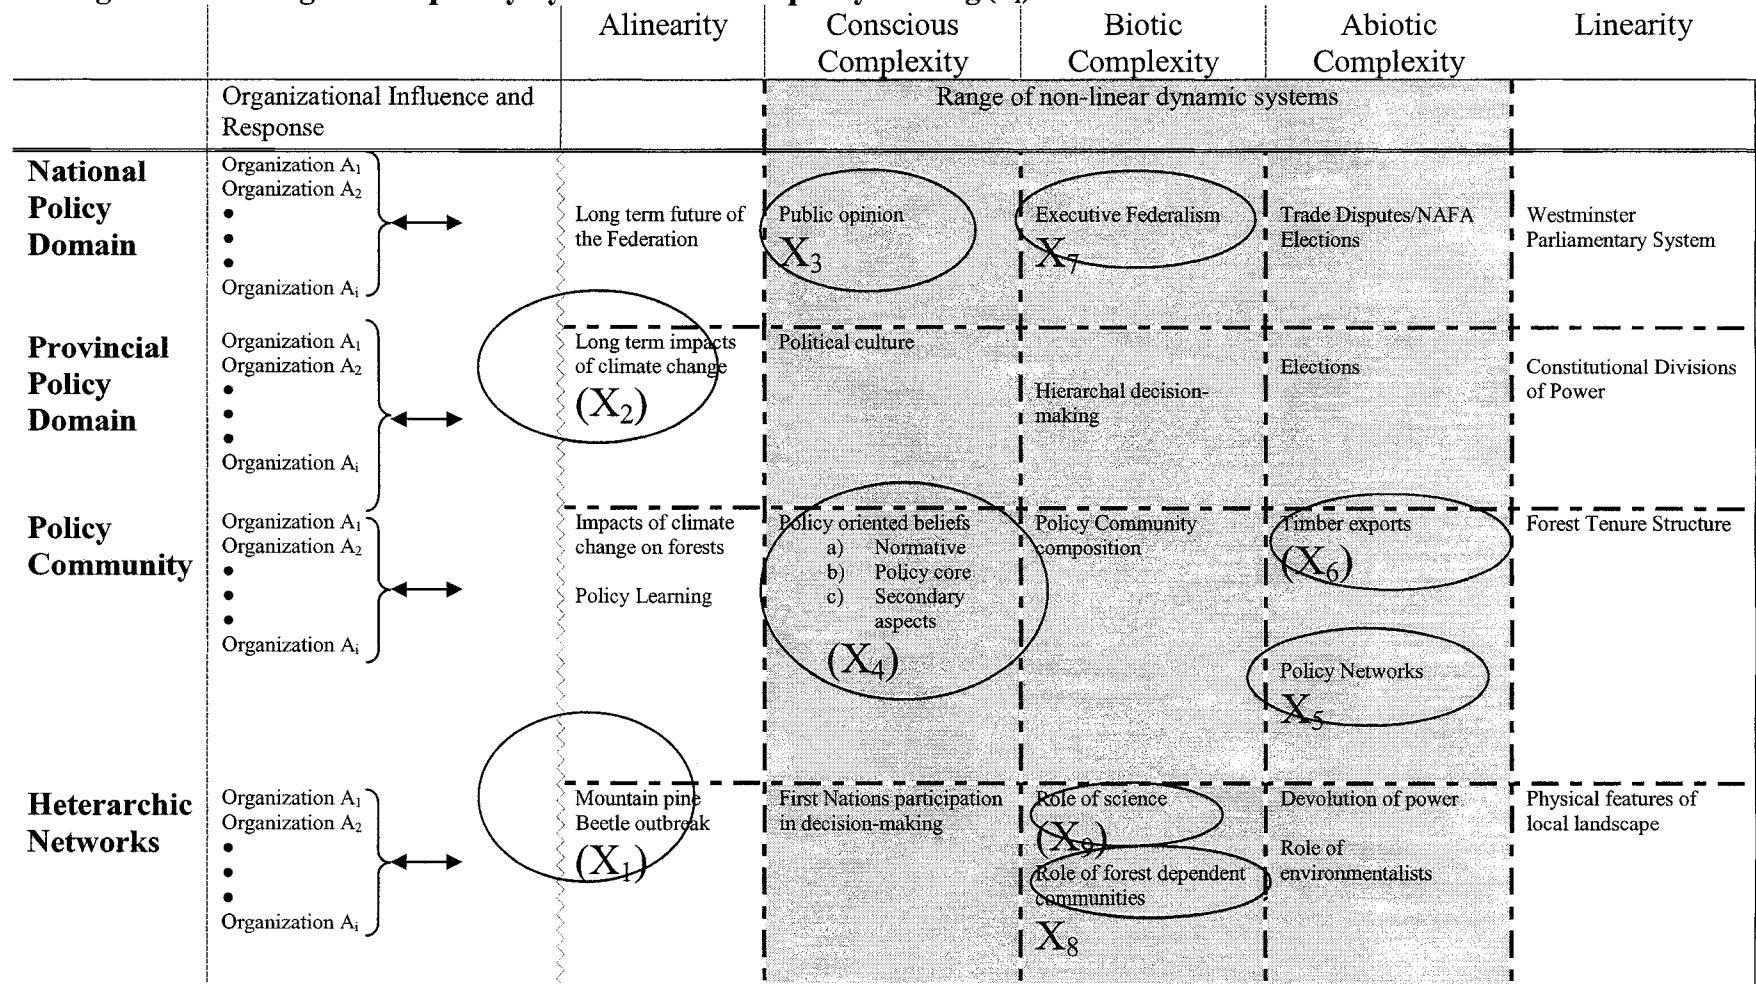 Alinearity
Conscious
Complexity
Biotic
Complexity
Abiotic
Complexity
Linearity
Organizational Influence and
Response
Range of non-linear dynamic systems
National
Policy
Domain
Organization A1
Organization A2
Organization Ai
Long term future of
the Federation
Public opinion
X3
Executive Federalism
X7
Trade Disputes/NAFA
Elections
Westminster
Parliamentary System
Provincial
Policy
Domain
Organization A1
Organization A2
Organization Ai
Long term impacts
of climate change
(X2)
Political culture
Hierarchal decision-
making
Elections
Constitutional Divisions
of Power
Policy
Community
Organization A1
Organization A2
Organization Ai
Impacts of climate
change on forests
Policy Learning
Policy oriented beliefs
a) Normative
b) Policy core
c) Secondary
aspects
(X4)
Policy Community
composition
Timber exports
(X6)
Policy Networks
X5
Forest Tenure Structure
Heterarchic
Networks
Organization A1
Organization A2
Organization Ai
Mountain pine
Beetle outbreak
(X1)
First Nations participation
in decision-making
Role of science
(X9)
Role of forest dependent
communities
X8
Devolution of power
Role of
environmentalists
Physical features of
local landscape